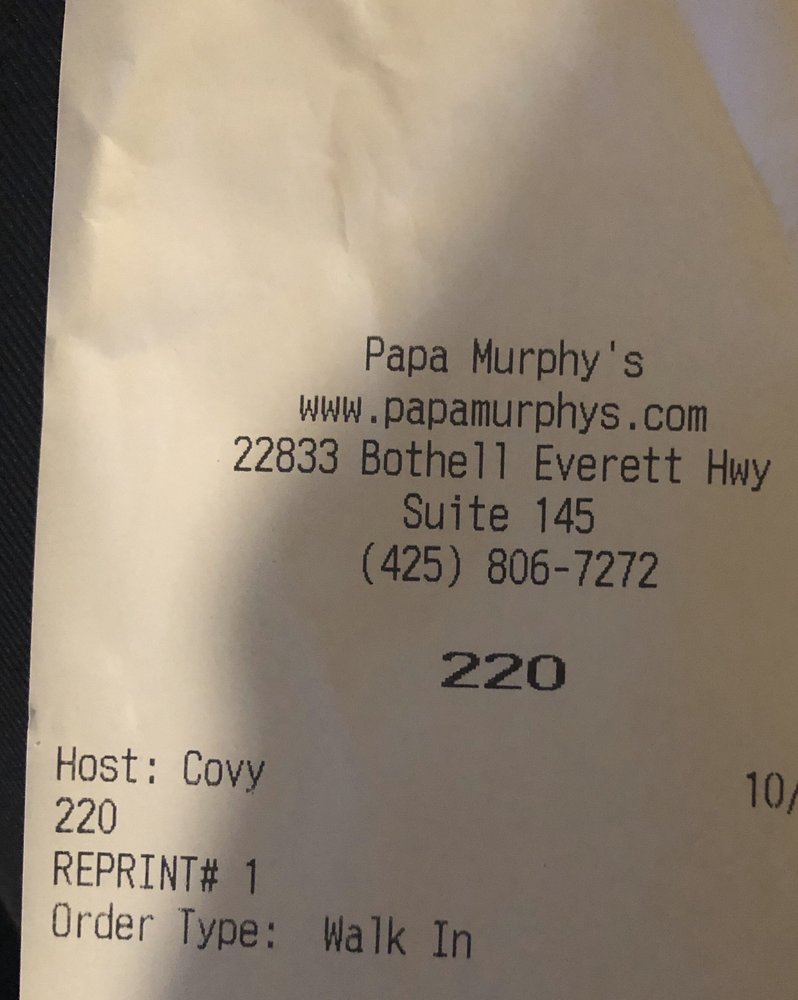 Papa Murphy's
www.papamurphys.com
22833 Bothell Everett Hwy
Suite 145
(425) 806-7272
220
Host: Covy
10/
220
REPRINT# 1
Order Type: Walk In